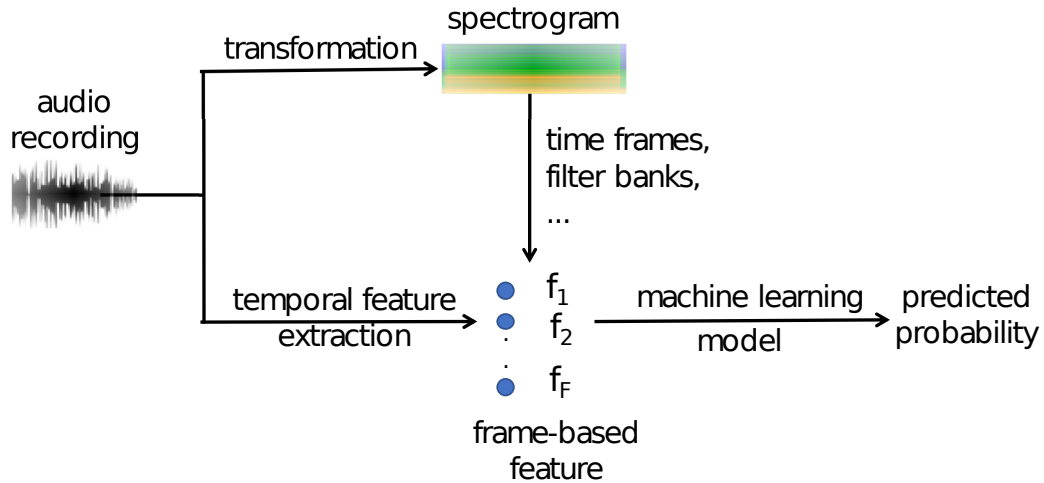 spectrogram
transformation
audio
recording
time frames,
filter banks,
...
f1
temporal feature
extraction
f2
machine learning
model
predicted
probability
fF
frame-based
feature